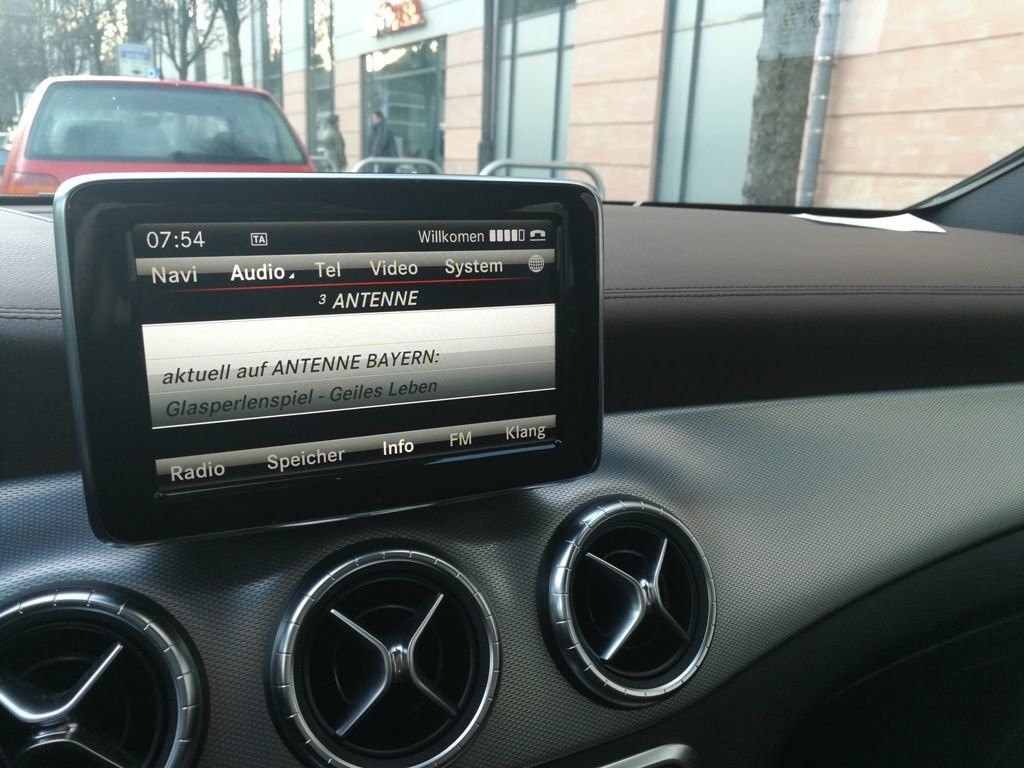 07:54 TA Willkomen
Navi Audio Tel Video System
3 ANTENNE
aktuell auf ANTENNE BAYERN:
Glasperlenspiel - Geiles Leben
Radio Speicher Info FM Klang